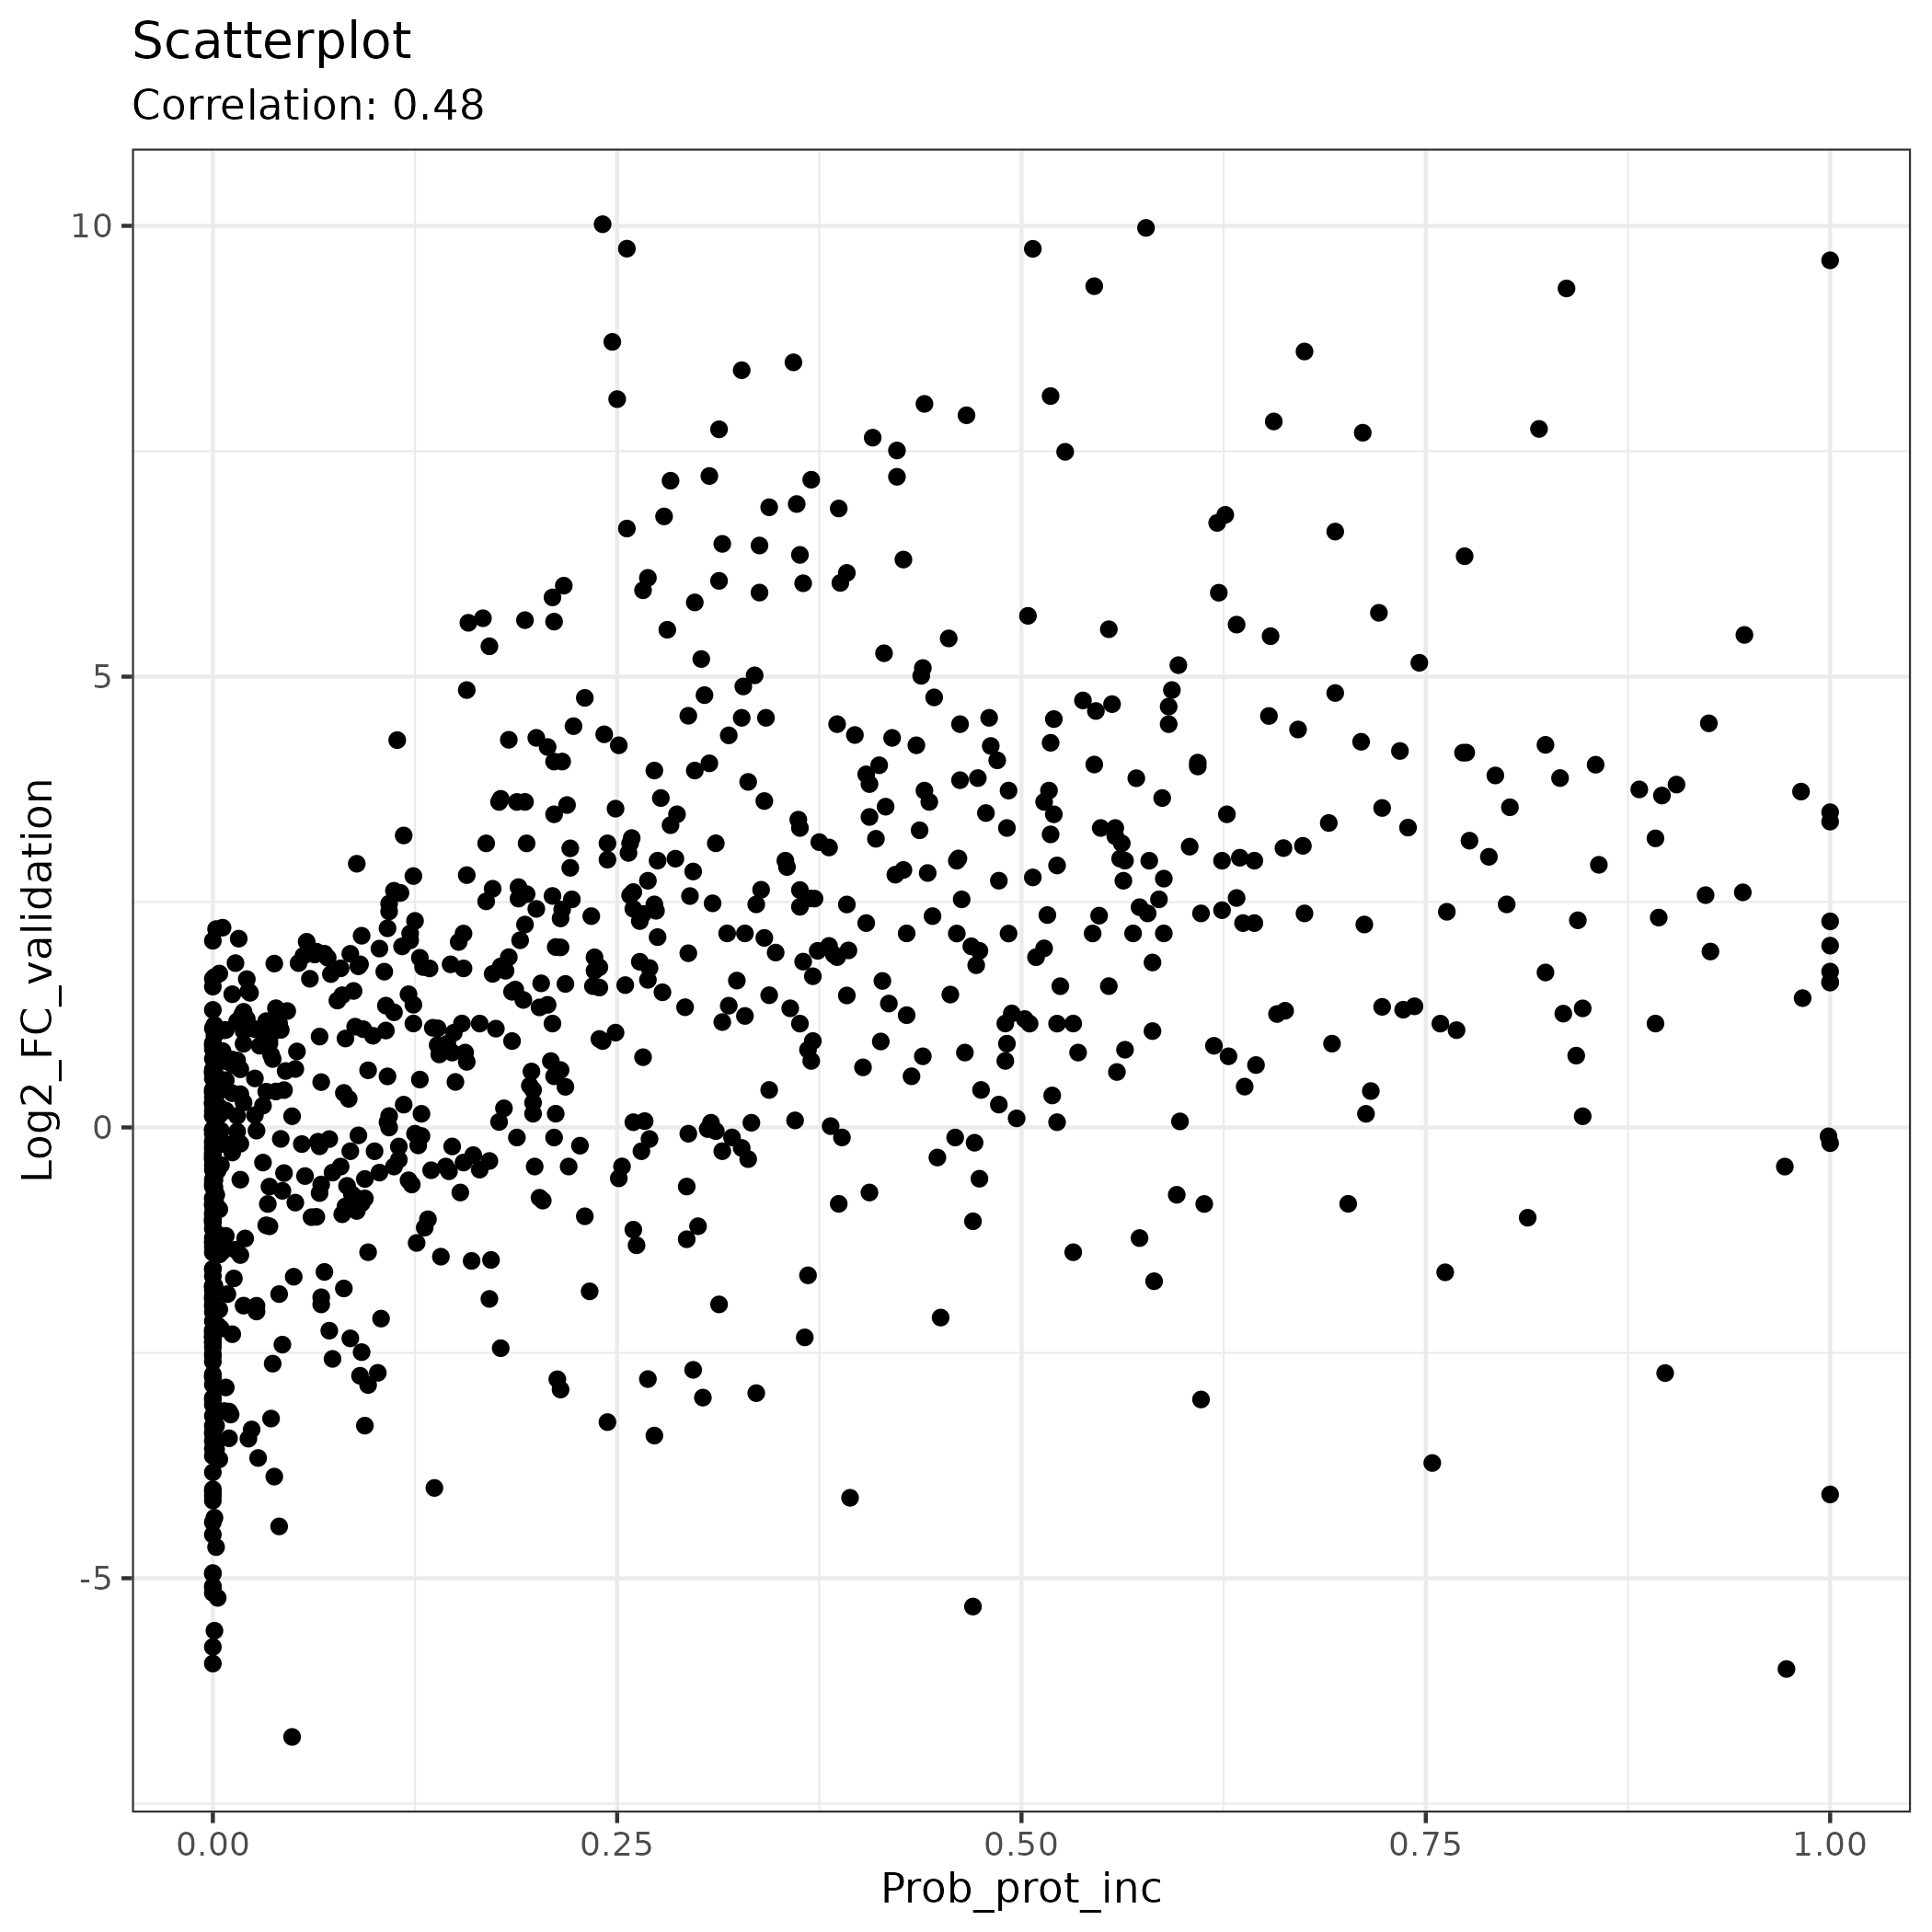 Scatterplot
Correlation: 0.48
10
5
0
-5
Log2_FC_validation
0.00 0.25 0.50 0.75 1.00
Prob_prot_inc